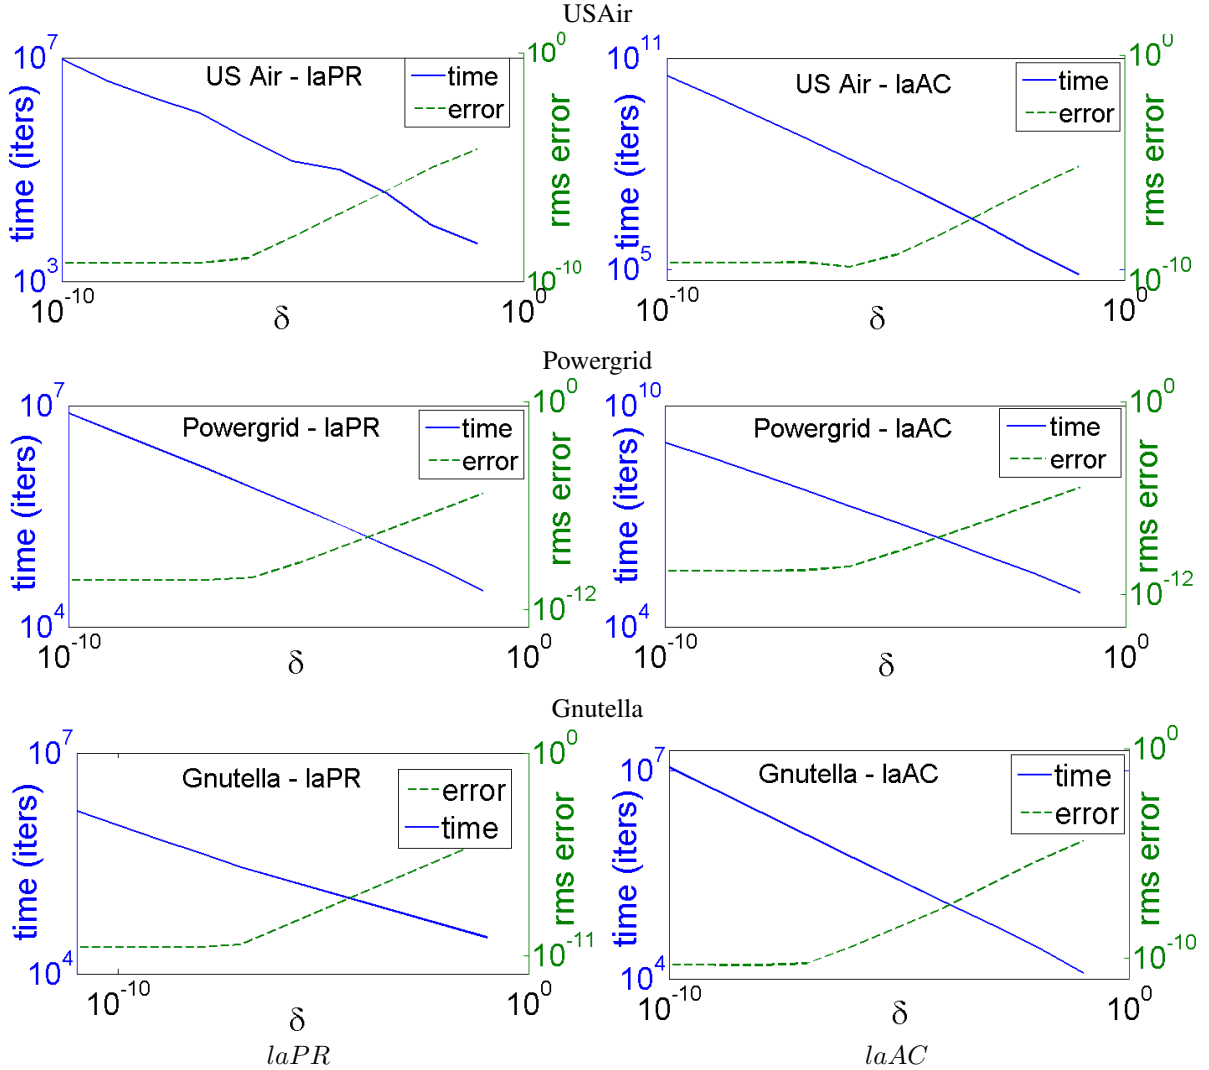 USAir
US Air - laPR
time
error
10^7
10^3
time (iters)
10^0
10^-10
rms error
10^-10
10^0
δ
US Air - laAC
time
error
10^11
10^5
time (iters)
10^0
10^-10
rms error
10^-10
10^0
δ
Powergrid
Powergrid - laPR
time
error
10^7
10^4
time (iters)
10^0
10^-12
rms error
10^-10
10^0
δ
Powergrid - laAC
time
error
10^10
10^4
time (iters)
10^0
10^-12
rms error
10^-10
10^0
δ
Gnutella
Gnutella - laPR
error
time
10^7
10^4
time (iters)
10^0
10^-11
rms error
10^-10
10^0
δ
laPR
Gnutella - laAC
time
error
10^7
10^4
time (iters)
10^0
10^-10
rms error
10^-10
10^0
δ
laAC